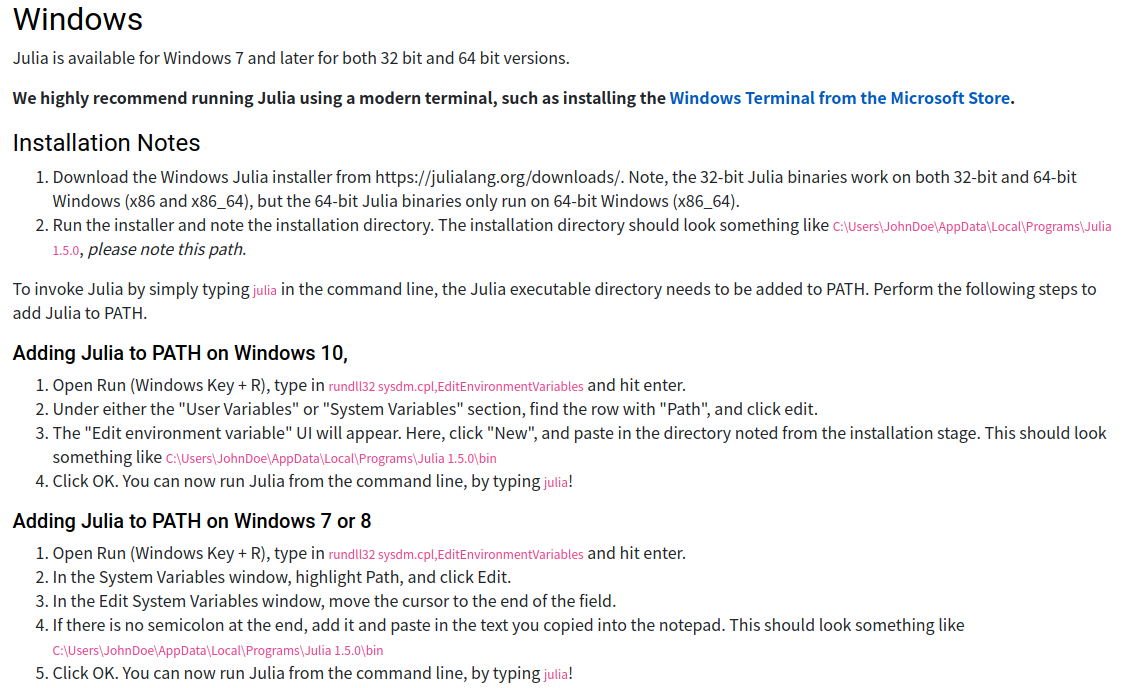 Windows
Julia is available for Windows 7 and later for both 32 bit and 64 bit versions.
We highly recommend running Julia using a modern terminal, such as installing the Windows Terminal from the Microsoft Store.
Installation Notes
1. Download the Windows Julia installer from https://julialang.org/downloads/. Note, the 32-bit Julia binaries work on both 32-bit and 64-bit
Windows (x86 and x86_64), but the 64-bit Julia binaries only run on 64-bit Windows (x86_64).
2. Run the installer and note the installation directory. The installation directory should look something like C:\Users\JohnDoe\AppData\Local\Programs\Julia
1.5.0, please note this path.
To invoke Julia by simply typing julia in the command line, the Julia executable directory needs to be added to PATH. Perform the following steps to
add Julia to PATH.
Adding Julia to PATH on Windows 10,
1. Open Run (Windows Key + R), type in rundll32 sysdm.cpl,EditEnvironmentVariables and hit enter.
2. Under either the "User Variables" or "System Variables" section, find the row with "Path", and click edit.
3. The "Edit environment variable" UI will appear. Here, click "New", and paste in the directory noted from the installation stage. This should look
something like C:\Users\JohnDoe\AppData\Local\Programs\Julia 1.5.0\bin
4. Click OK. You can now run Julia from the command line, by typing julia!
Adding Julia to PATH on Windows 7 or 8
1. Open Run (Windows Key + R), type in rundll32 sysdm.cpl,EditEnvironmentVariables and hit enter.
2. In the System Variables window, highlight Path, and click Edit.
3. In the Edit System Variables window, move the cursor to the end of the field.
4. If there is no semicolon at the end, add it and paste in the text you copied into the notepad. This should look something like
C:\Users\JohnDoe\AppData\Local\Programs\Julia 1.5.0\bin
5. Click OK. You can now run Julia from the command line, by typing julia!